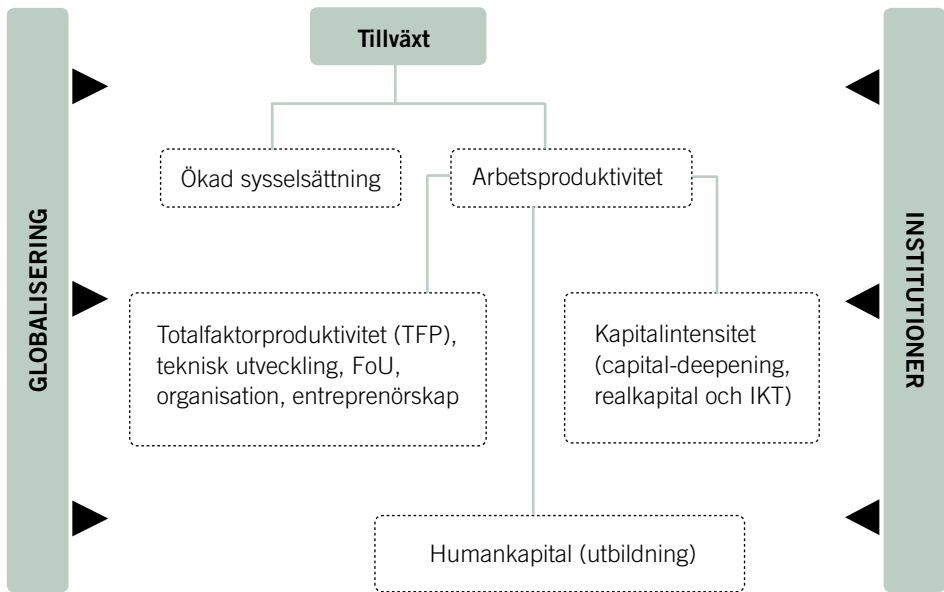 Tillväxt
Ökad sysselsättning
Arbetsproduktivitet
GLOBALISERING
INSTITUTIONER
Totalfaktorproduktivitet (TFP),
teknisk utveckling, FoU,
organisation, entreprenörskap
Kapitalintensitet
(capital-deepening,
realkapital och IKT)
Humankapital (utbildning)